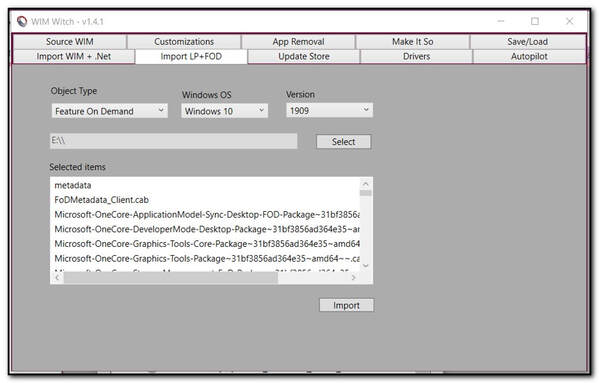 WIM Witch - v1.4.1
Source WIM Customizations App Removal Make It So Save/Load
Import WIM + .Net Import LP+FOD Update Store Drivers Autopilot
Object Type Windows OS Version
Feature On Demand Windows 10 1909
E:\\ Select
Selected items
metadata
FoDMetadata_Client.cab
Microsoft-OneCore-ApplicationModel-Sync-Desktop-FOD-Package~31bf3856a
Microsoft-OneCore-DeveloperMode-Desktop-Package~31bf3856ad364e35~am
Microsoft-OneCore-Graphics-Tools-Core-Package~31bf3856ad364e35~amd6
Microsoft-OneCore-Graphics-Tools-Package~31bf3856ad364e35~amd64~~.ca
Import